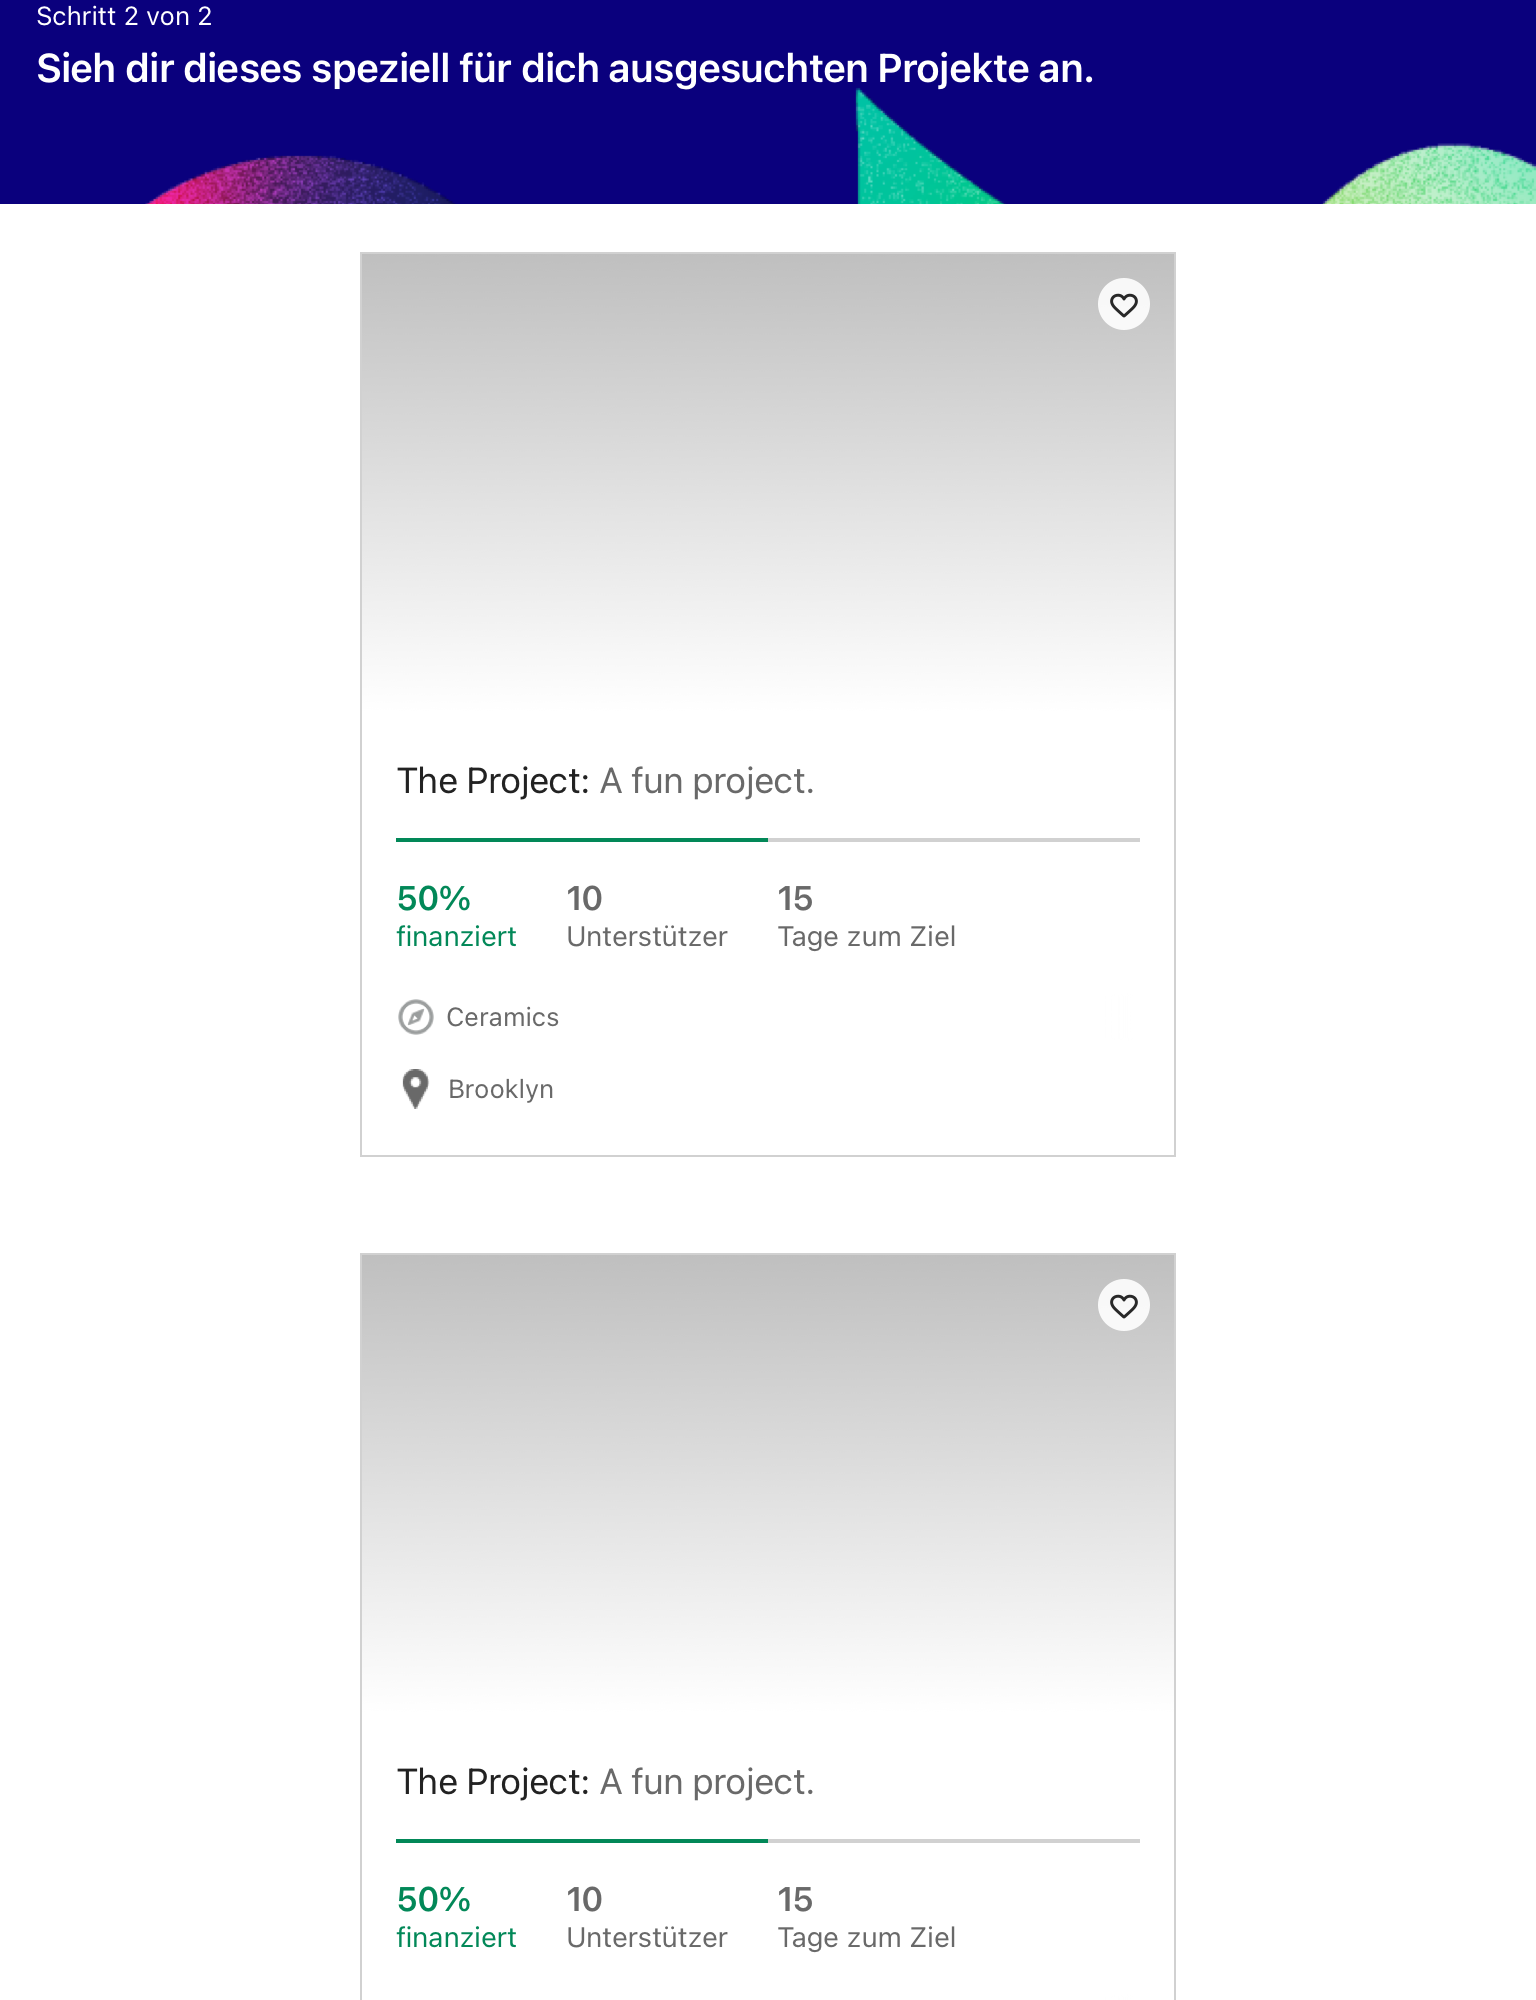 Schritt 2 von 2
Sieh dir dieses speziell für dich ausgesuchten Projekte an.
The Project: A fun project.
50% 10 15
finanziert Unterstützer Tage zum Ziel
Ceramics
Brooklyn
The Project: A fun project.
50% 10 15
finanziert Unterstützer Tage zum Ziel